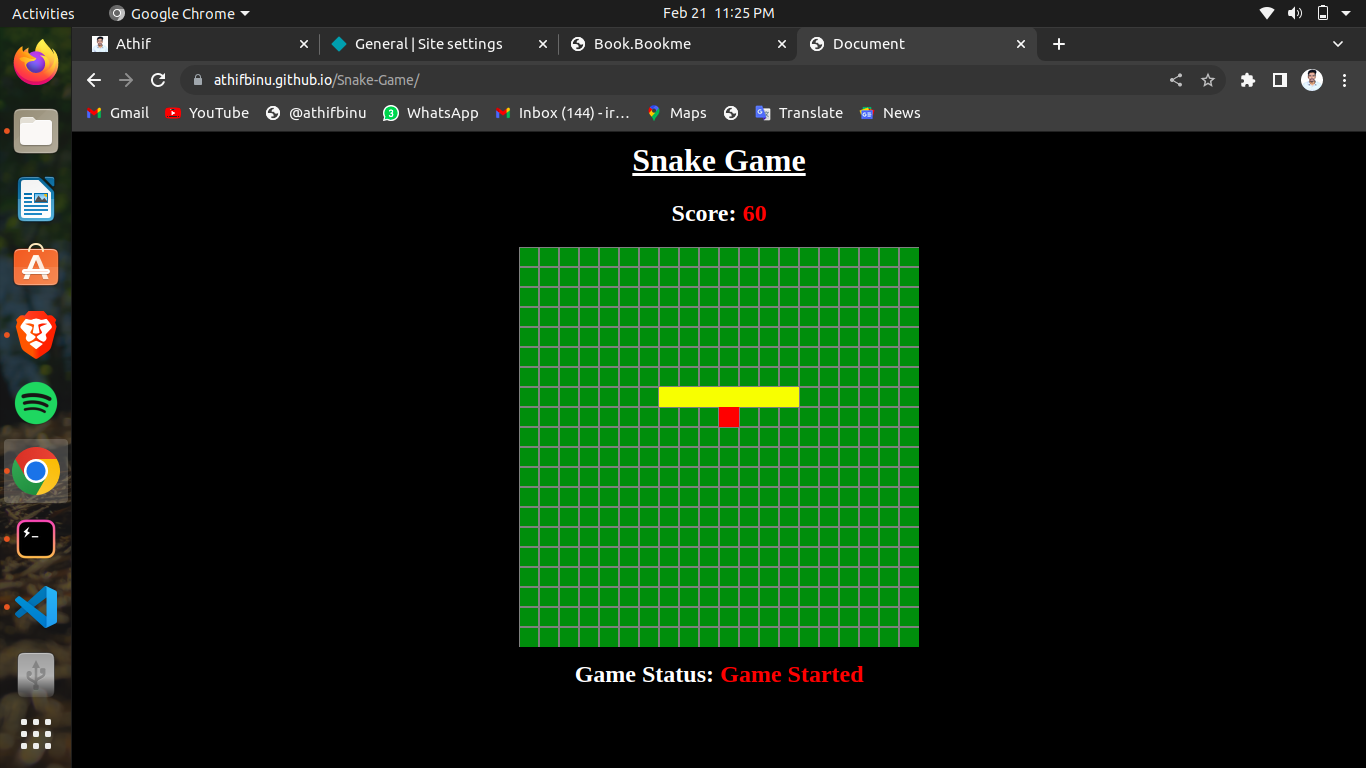 Activities Google Chrome Feb 21 11:25 PM
Athif General | Site settings Book.Bookme Document
athifbinu.github.io/Snake-Game/
Gmail YouTube @athifbinu 3 WhatsApp Inbox (144) - ir... Maps Translate News
Snake Game
Score: 60
Game Status: Game Started